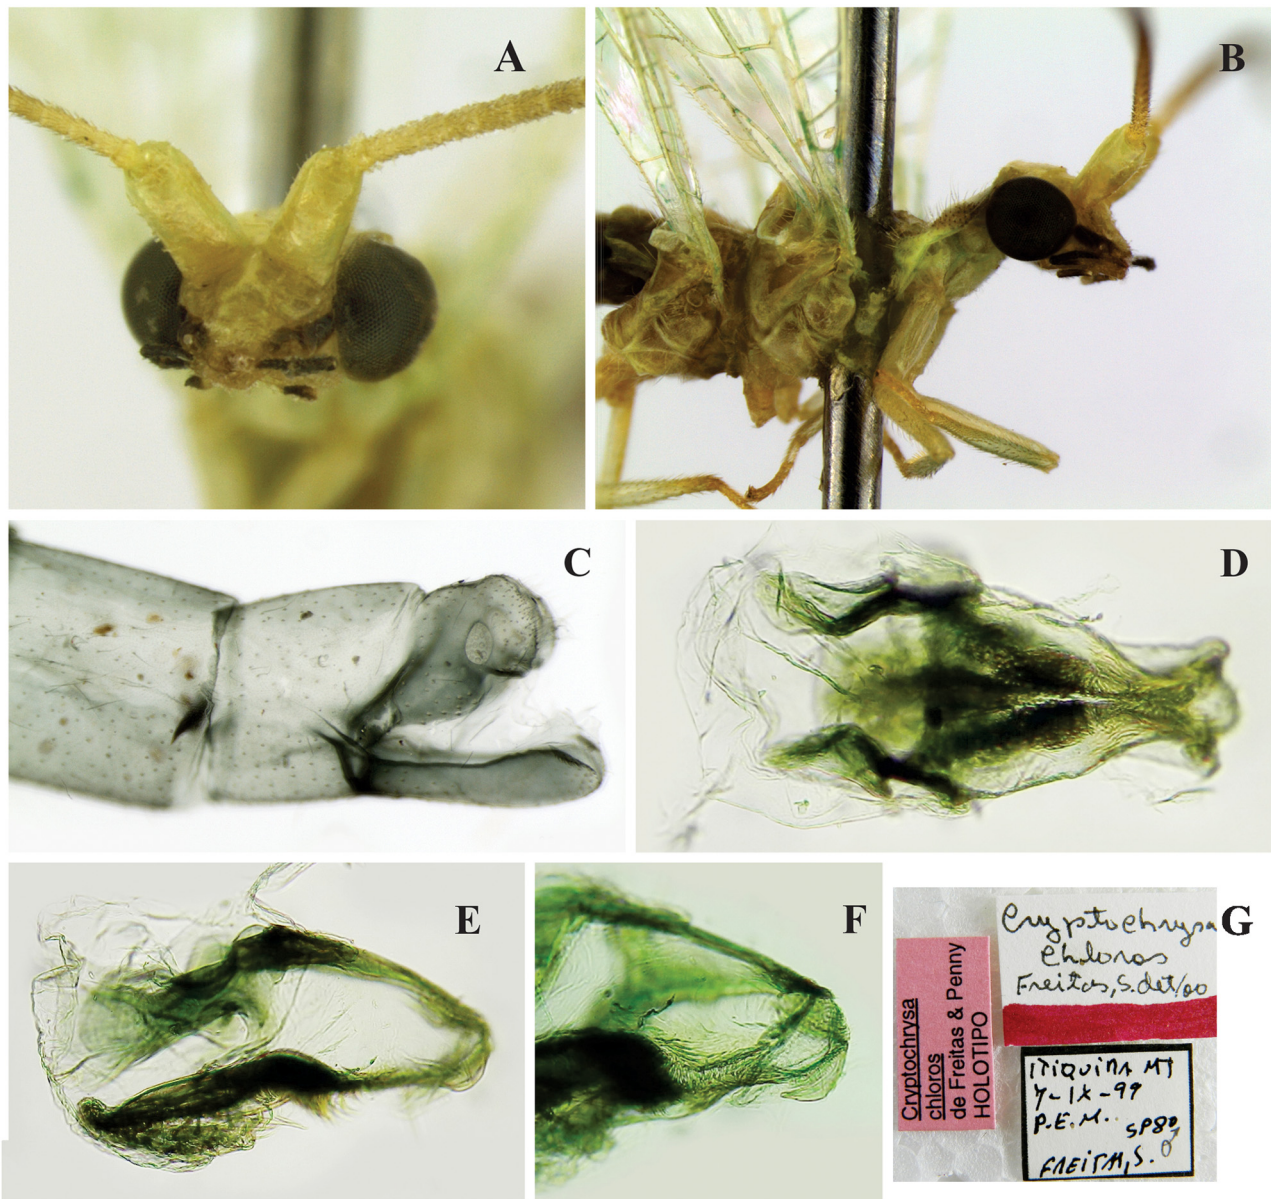 A
B
C
D
E
F
G
Cryptochrysa
chloros
de Freitas & Penny
HOLOTIPO
Cryptochrysa
chloros
Freitas, S. det/00
ITIQUIRA MT
7-IX-99
P.E.M. SP80 ♂
FREITAS, S.